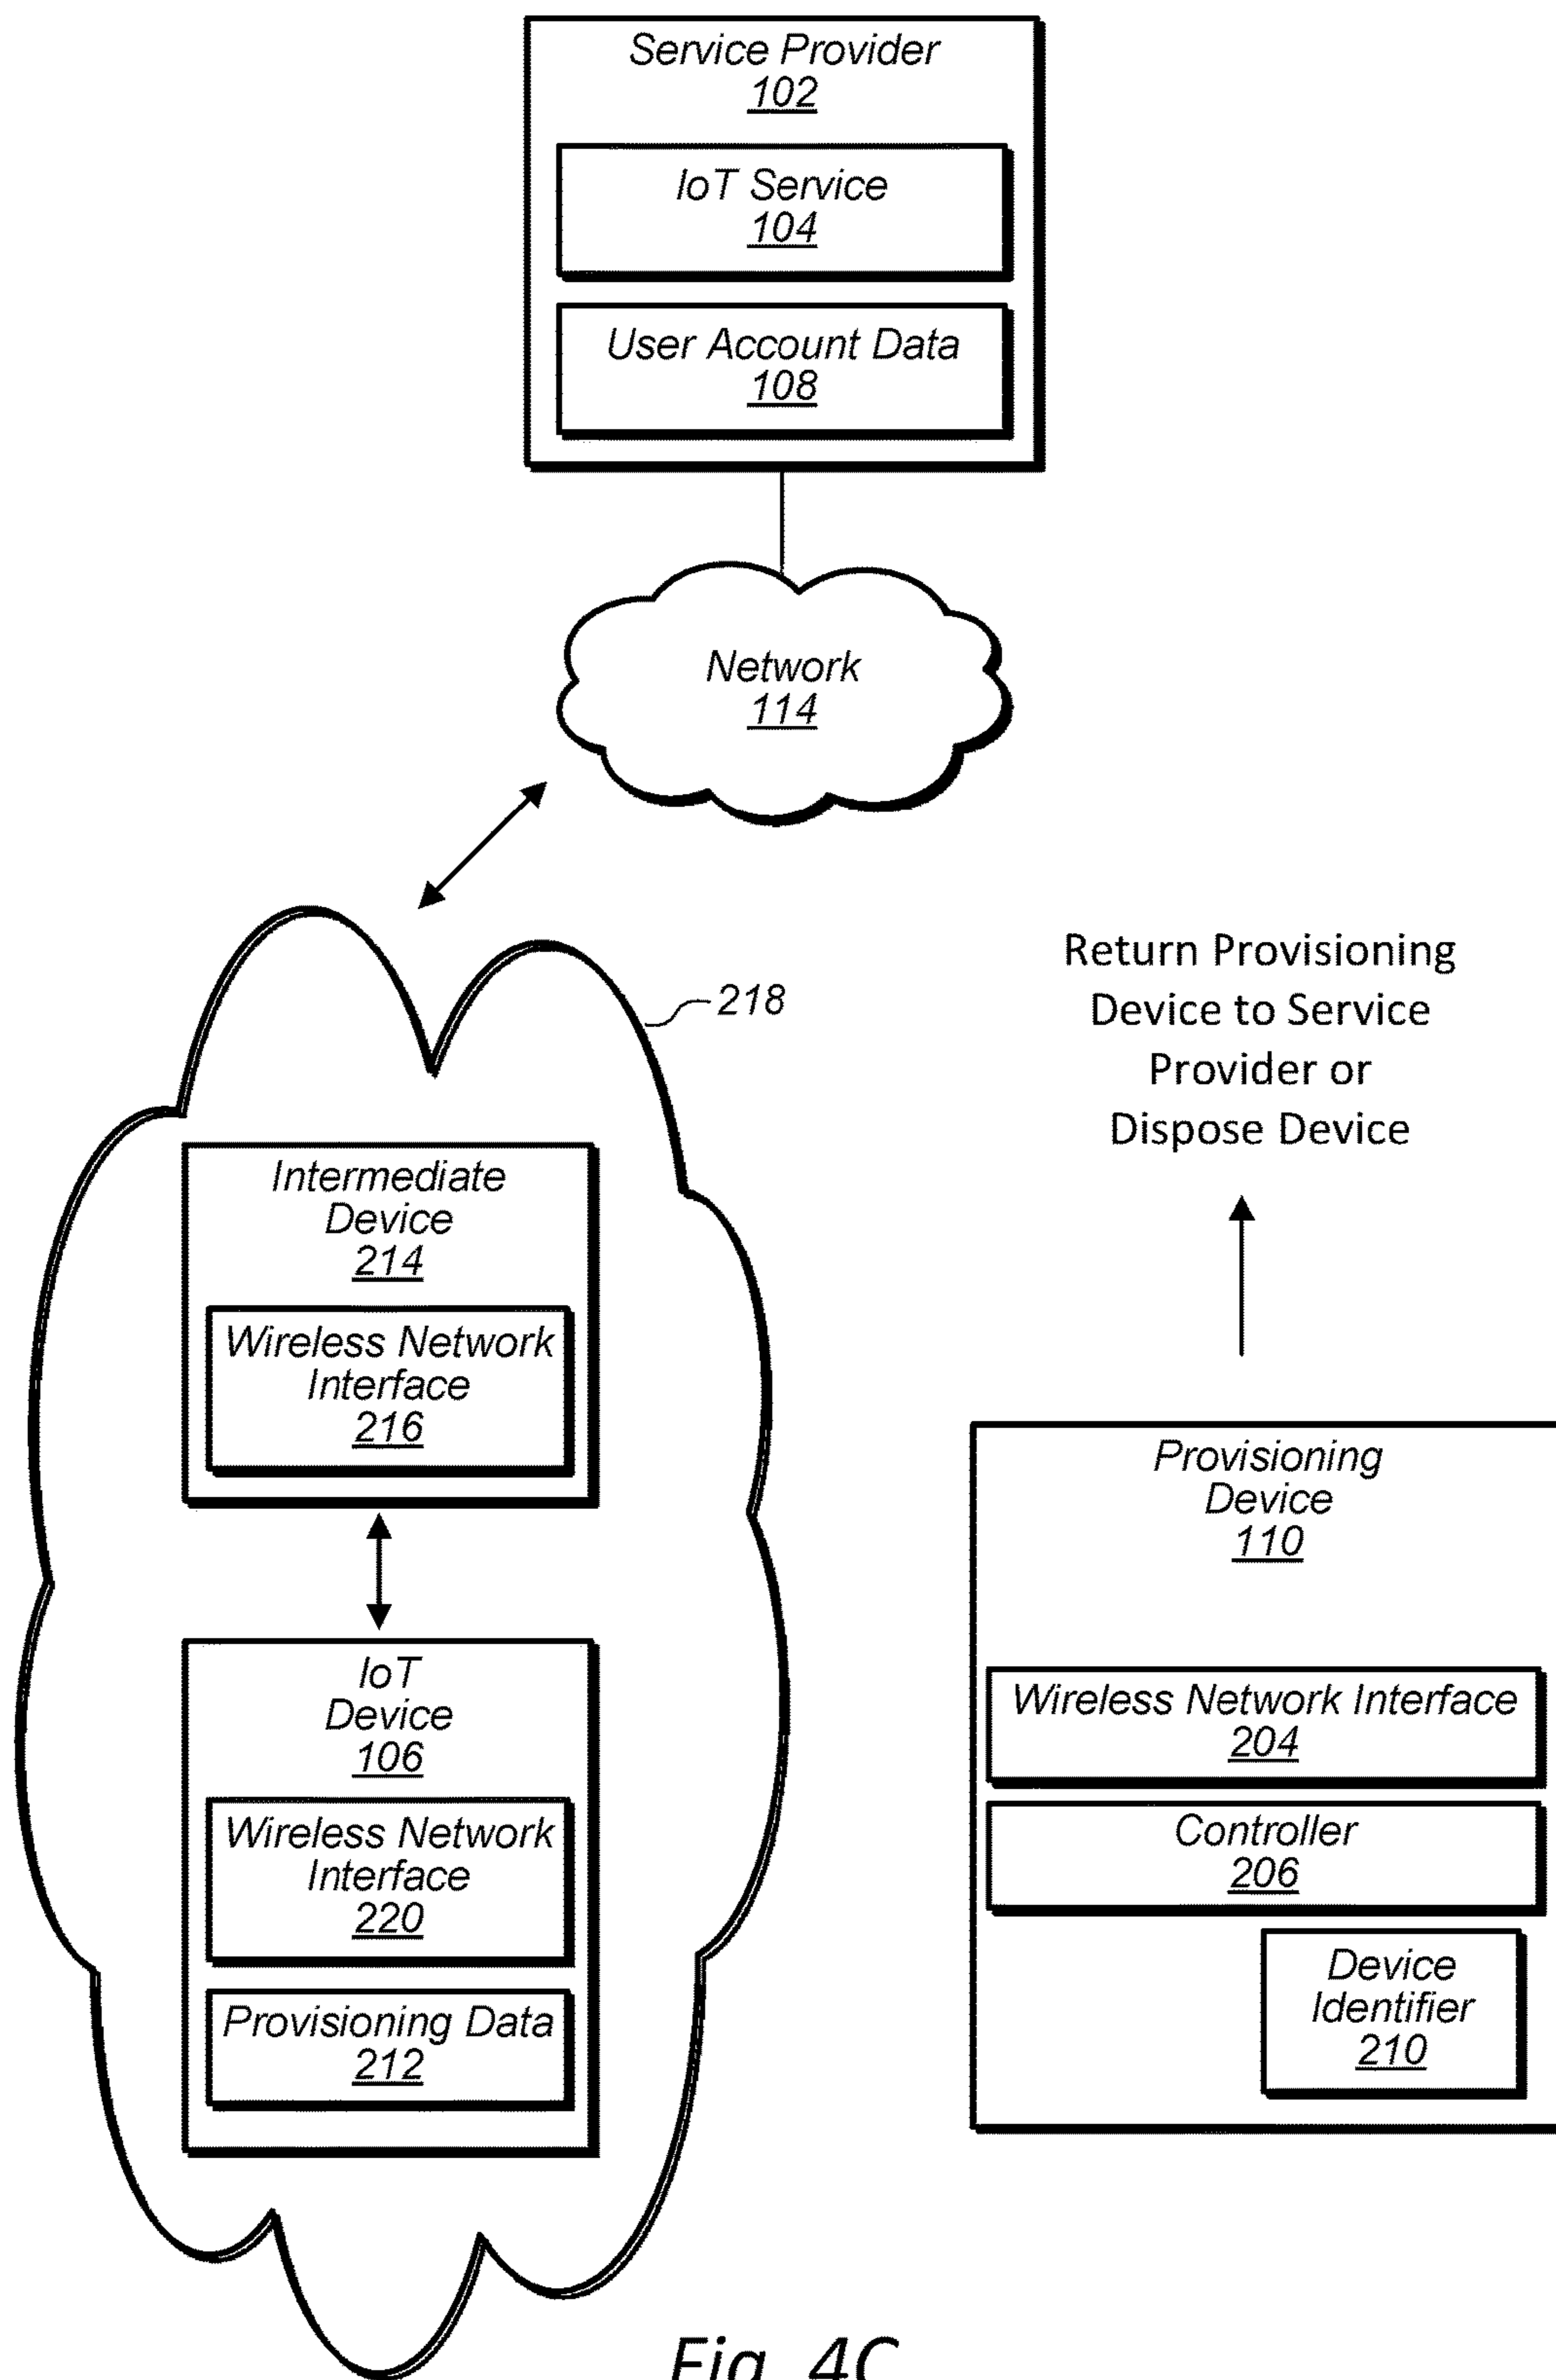 Service Provider
102
IoT Service
104
User Account Data
108
Network
114
218
Return Provisioning
Device to Service
Provider or
Dispose Device
Intermediate
Device
214
Wireless Network
Interface
216
IoT
Device
106
Wireless Network
Interface
220
Provisioning Data
212
Provisioning
Device
110
Wireless Network Interface
204
Controller
206
Device
Identifier
210
Fig. 4C